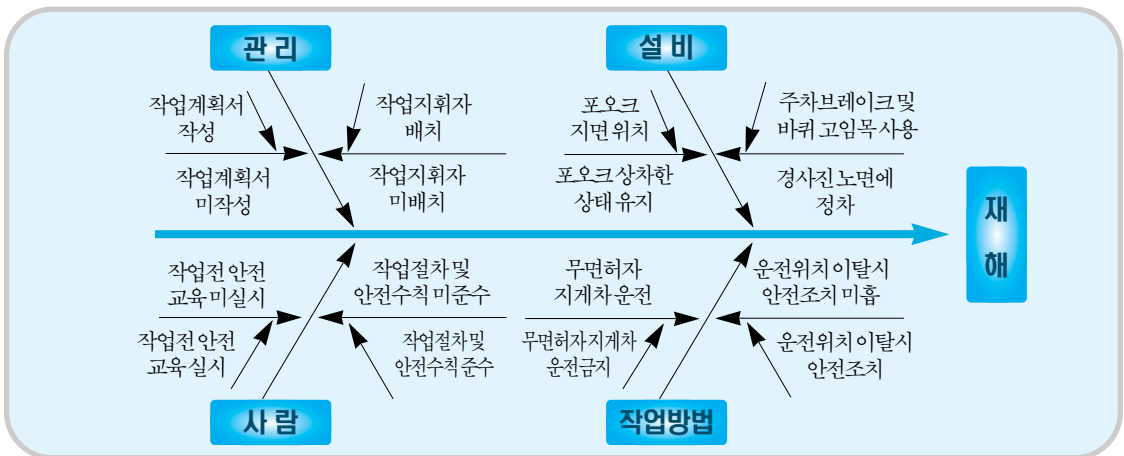 관리
설비
작업계획서
작성
작업지휘자
배치
포오크
지면 위치
주차브레이크 및
바퀴 고임목 사용
작업계획서
미작성
작업지휘자
미배치
포오크 상차한
상태 유지
경사진 노면에
정차
재
해
작업전 안전
교육 미실시
작업절차 및
안전수칙 미준수
무면허자
지게차 운전
운전위치 이탈시
안전조치 미흡
작업전 안전
교육 실시
작업절차 및
안전수칙 준수
무면허자 지게차
운전금지
운전위치 이탈시
안전조치
사람
작업방법